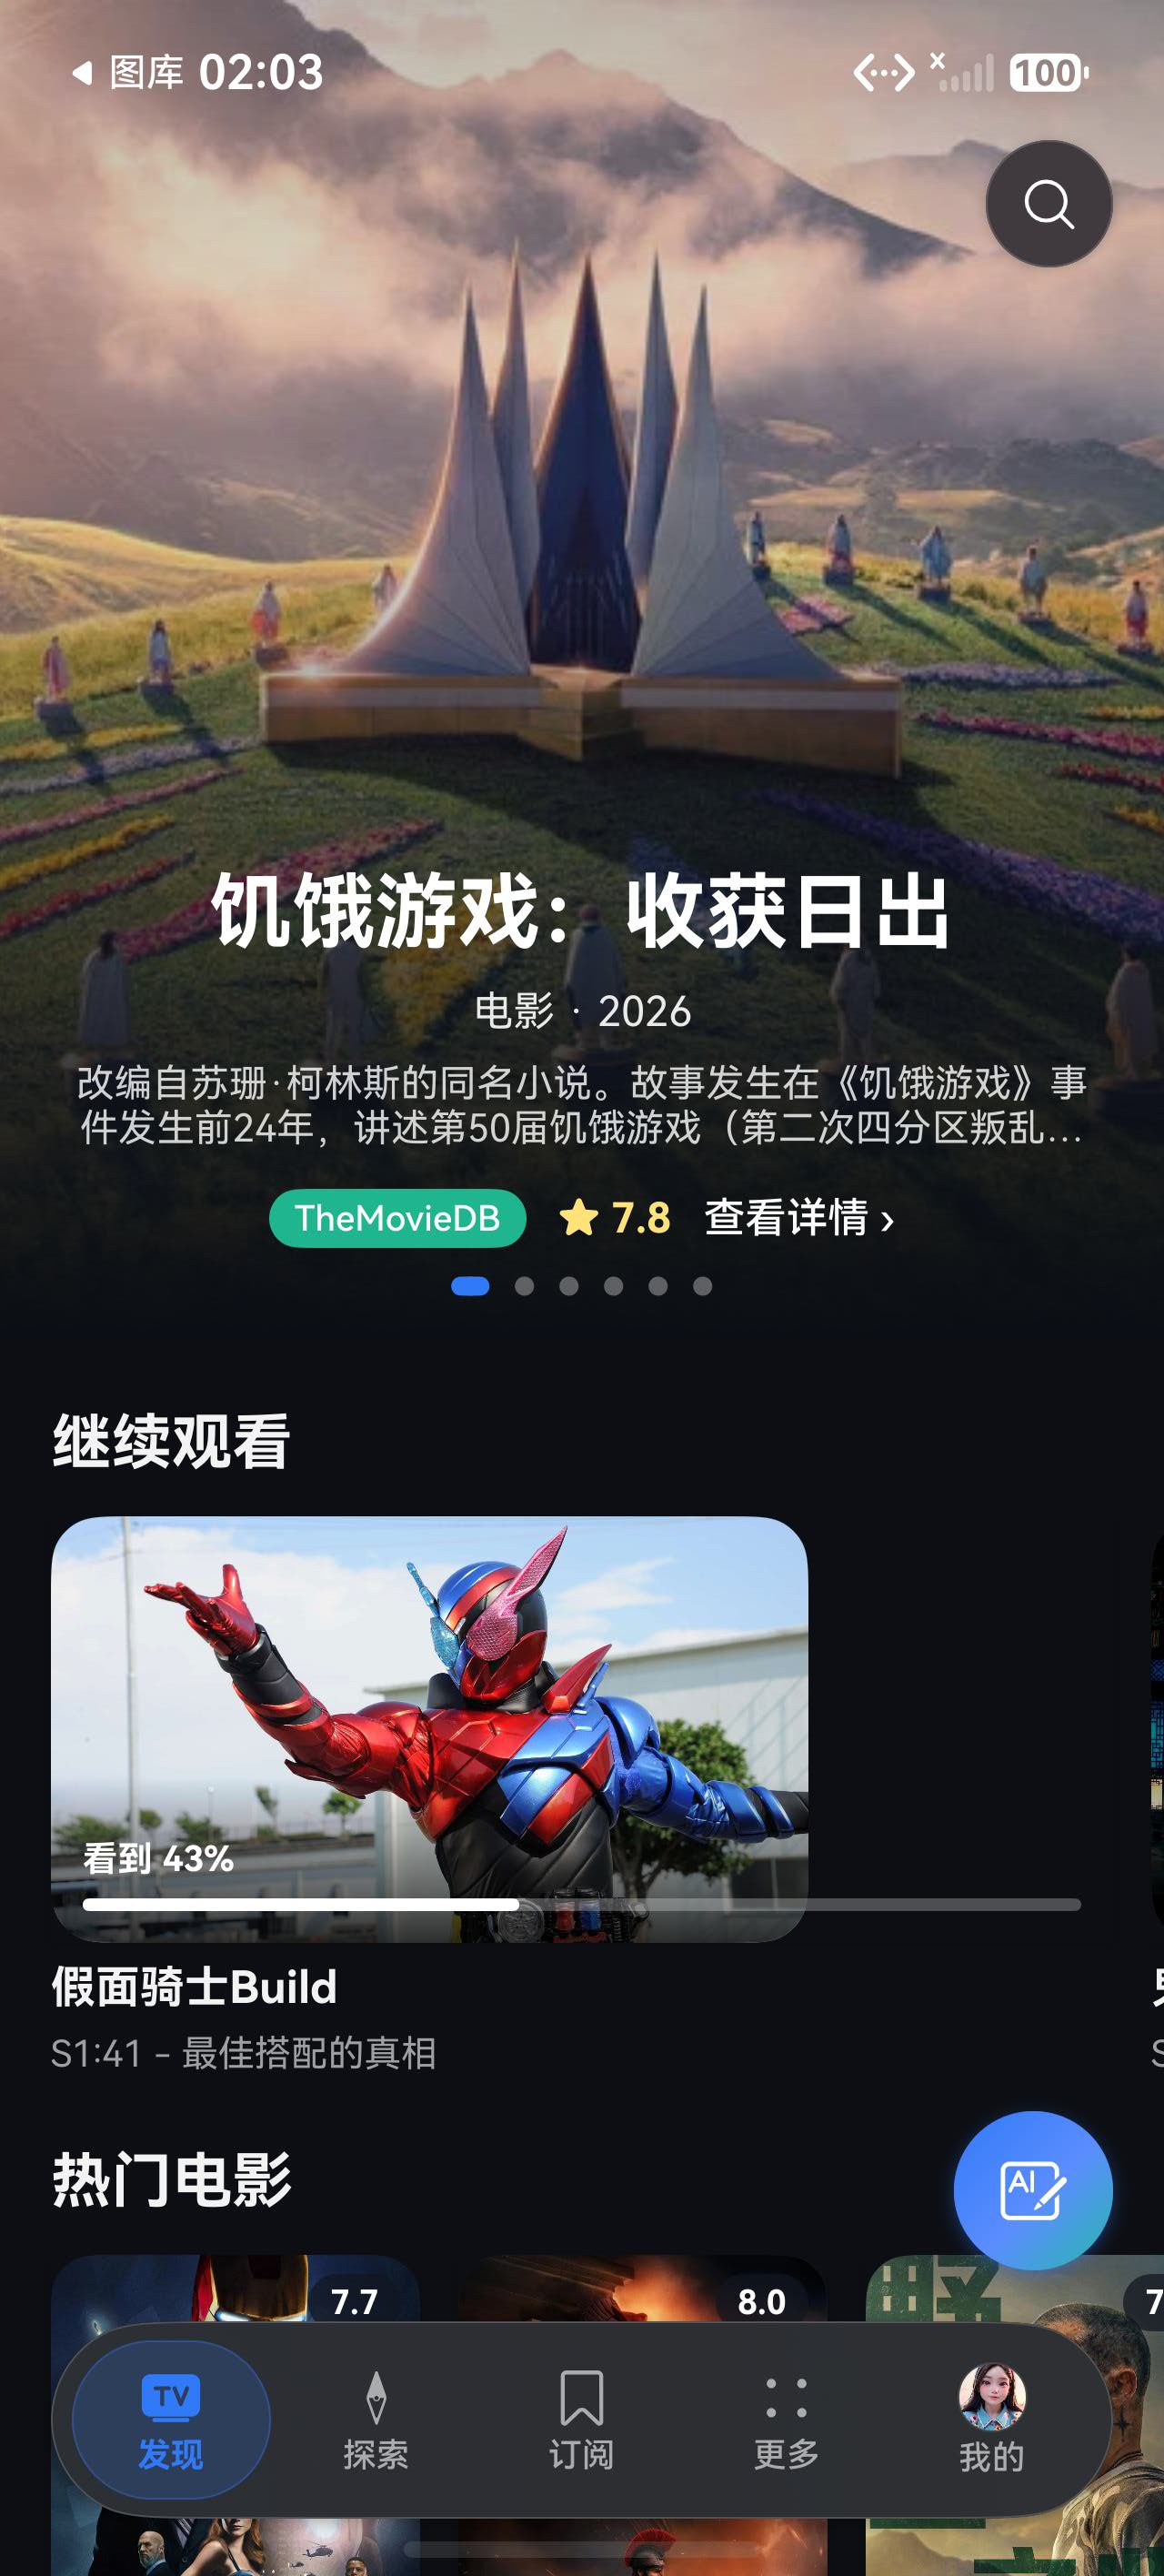 图库 02:03
100
饥饿游戏：收获日出
电影 · 2026
改编自苏珊·柯林斯的同名小说。故事发生在《饥饿游戏》事
件发生前24年，讲述第50届饥饿游戏（第二次四分区叛乱…
TheMovieDB 7.8 查看详情 ›
继续观看
看到 43%
假面骑士Build
S1:41 - 最佳搭配的真相
热门电影
AI
7.7
8.0
野
TV
发现
探索
订阅
更多
我的